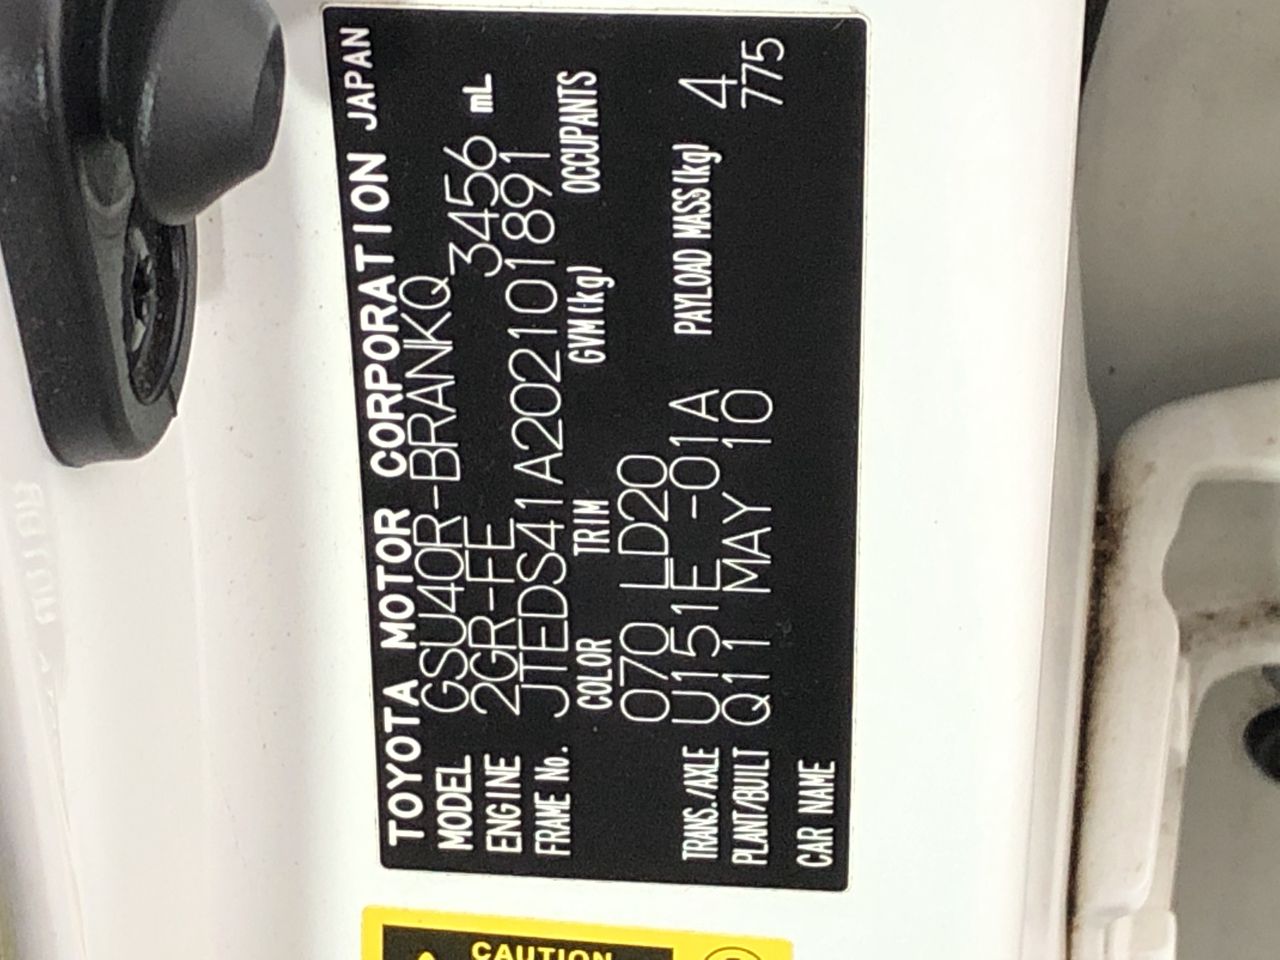 TOYOTA MOTOR CORPORATION JAPAN
MODEL GSU40R-BRANKQ
ENGINE 2GR-FE 3456 mL
FRAME No. JTEDS41A202101891
COLOR TRIM GVM(kg) OCCUPANTS
070 LD20
TRANS./AXLE U151E -01A PAYLOAD MASS(kg) 4
PLANT/BUILT Q11 MAY 10 775
CAR NAME
CAUTION